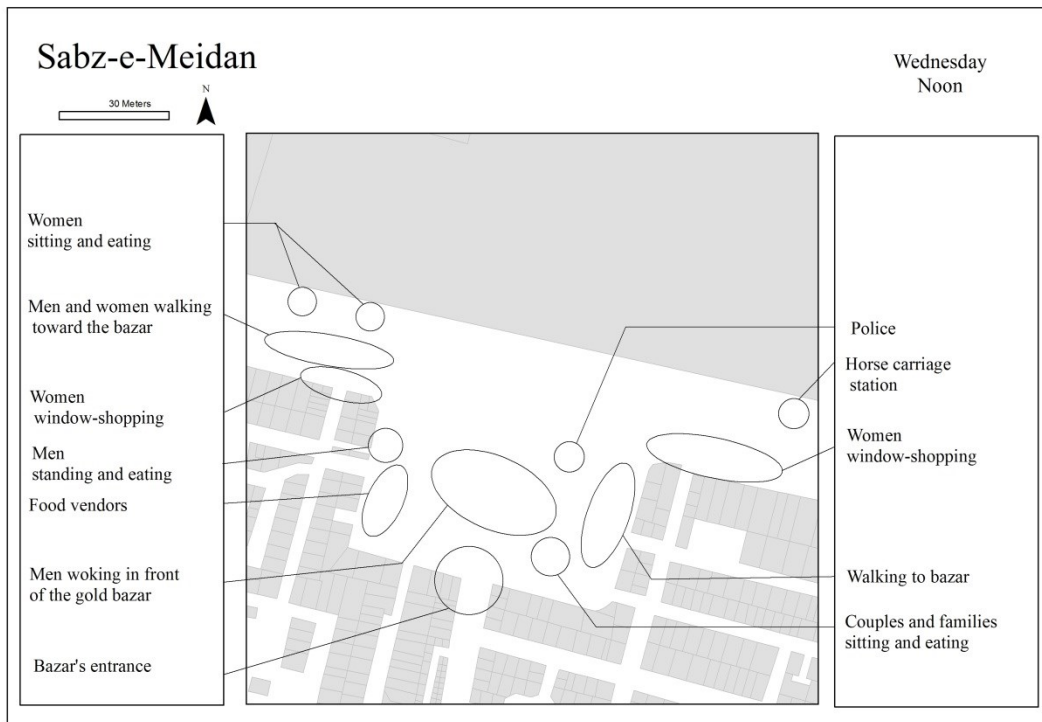 Sabz-e-Meidan
Wednesday
Noon
30 Meters
N
Women
sitting and eating
Men and women walking
toward the bazar
Women
window-shopping
Men
standing and eating
Food vendors
Men woking in front
of the gold bazar
Bazar's entrance
Police
Horse carriage
station
Women
window-shopping
Walking to bazar
Couples and families
sitting and eating